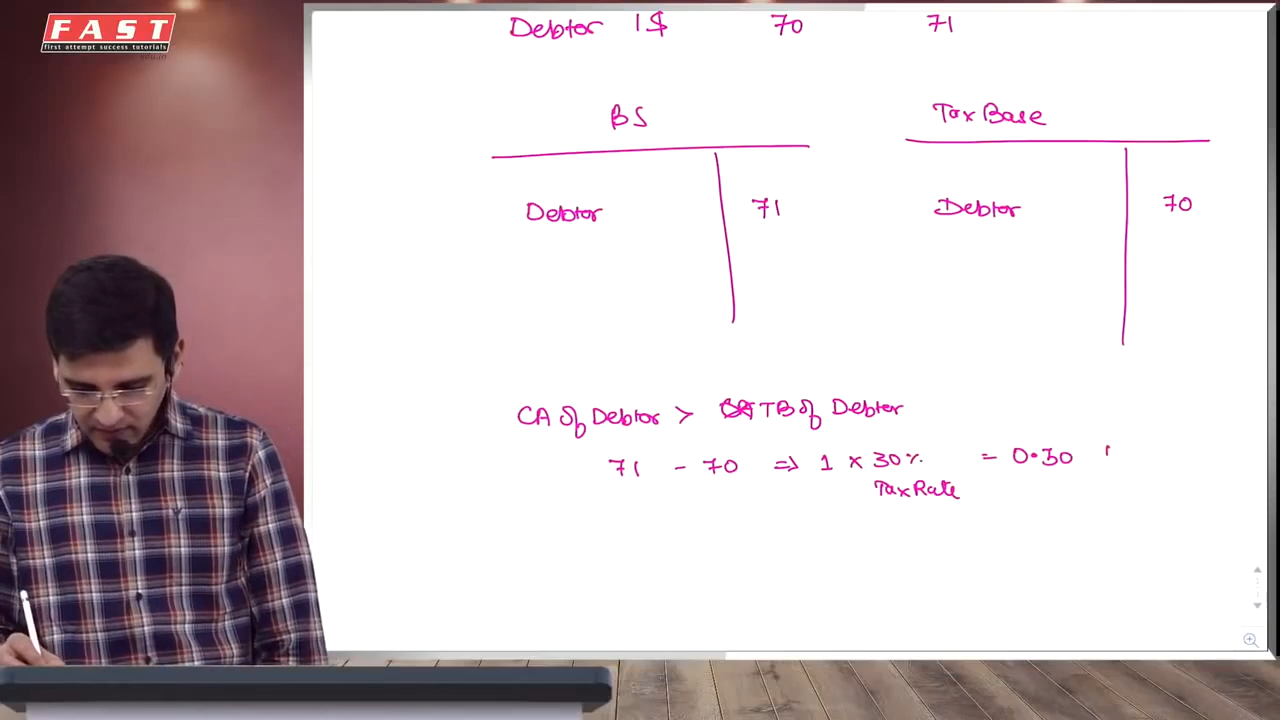 FAST
first attempt success tutorials
Debtor 1$ 70 71
BS
Tax Base
Debtor 71
Debtor 70
CA of Debtor > TB of Debtor
71 - 70 ⇒ 1 × 30% = 0.30
Tax Rate